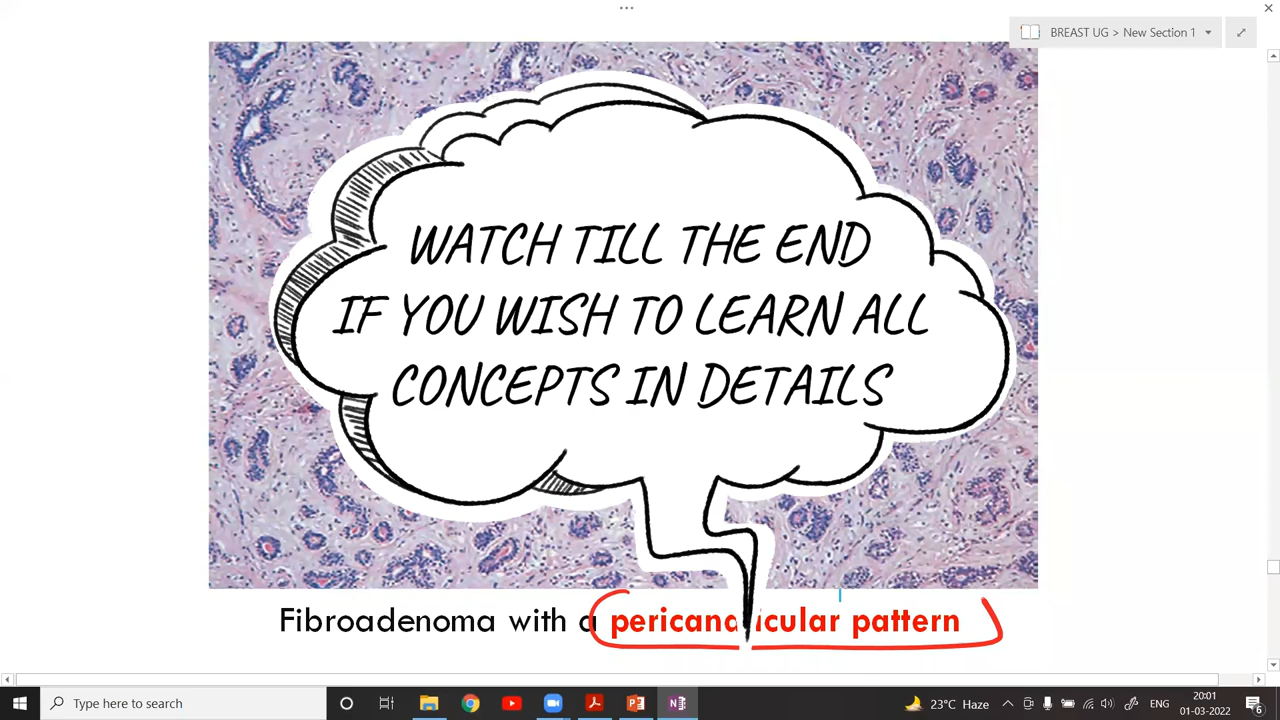 BREAST UG > New Section 1
WATCH TILL THE END
IF YOU WISH TO LEARN ALL
CONCEPTS IN DETAILS
Fibroadenoma with a pericanalicular pattern
Type here to search
23°C Haze
ENG
20:01
01-03-2022
6